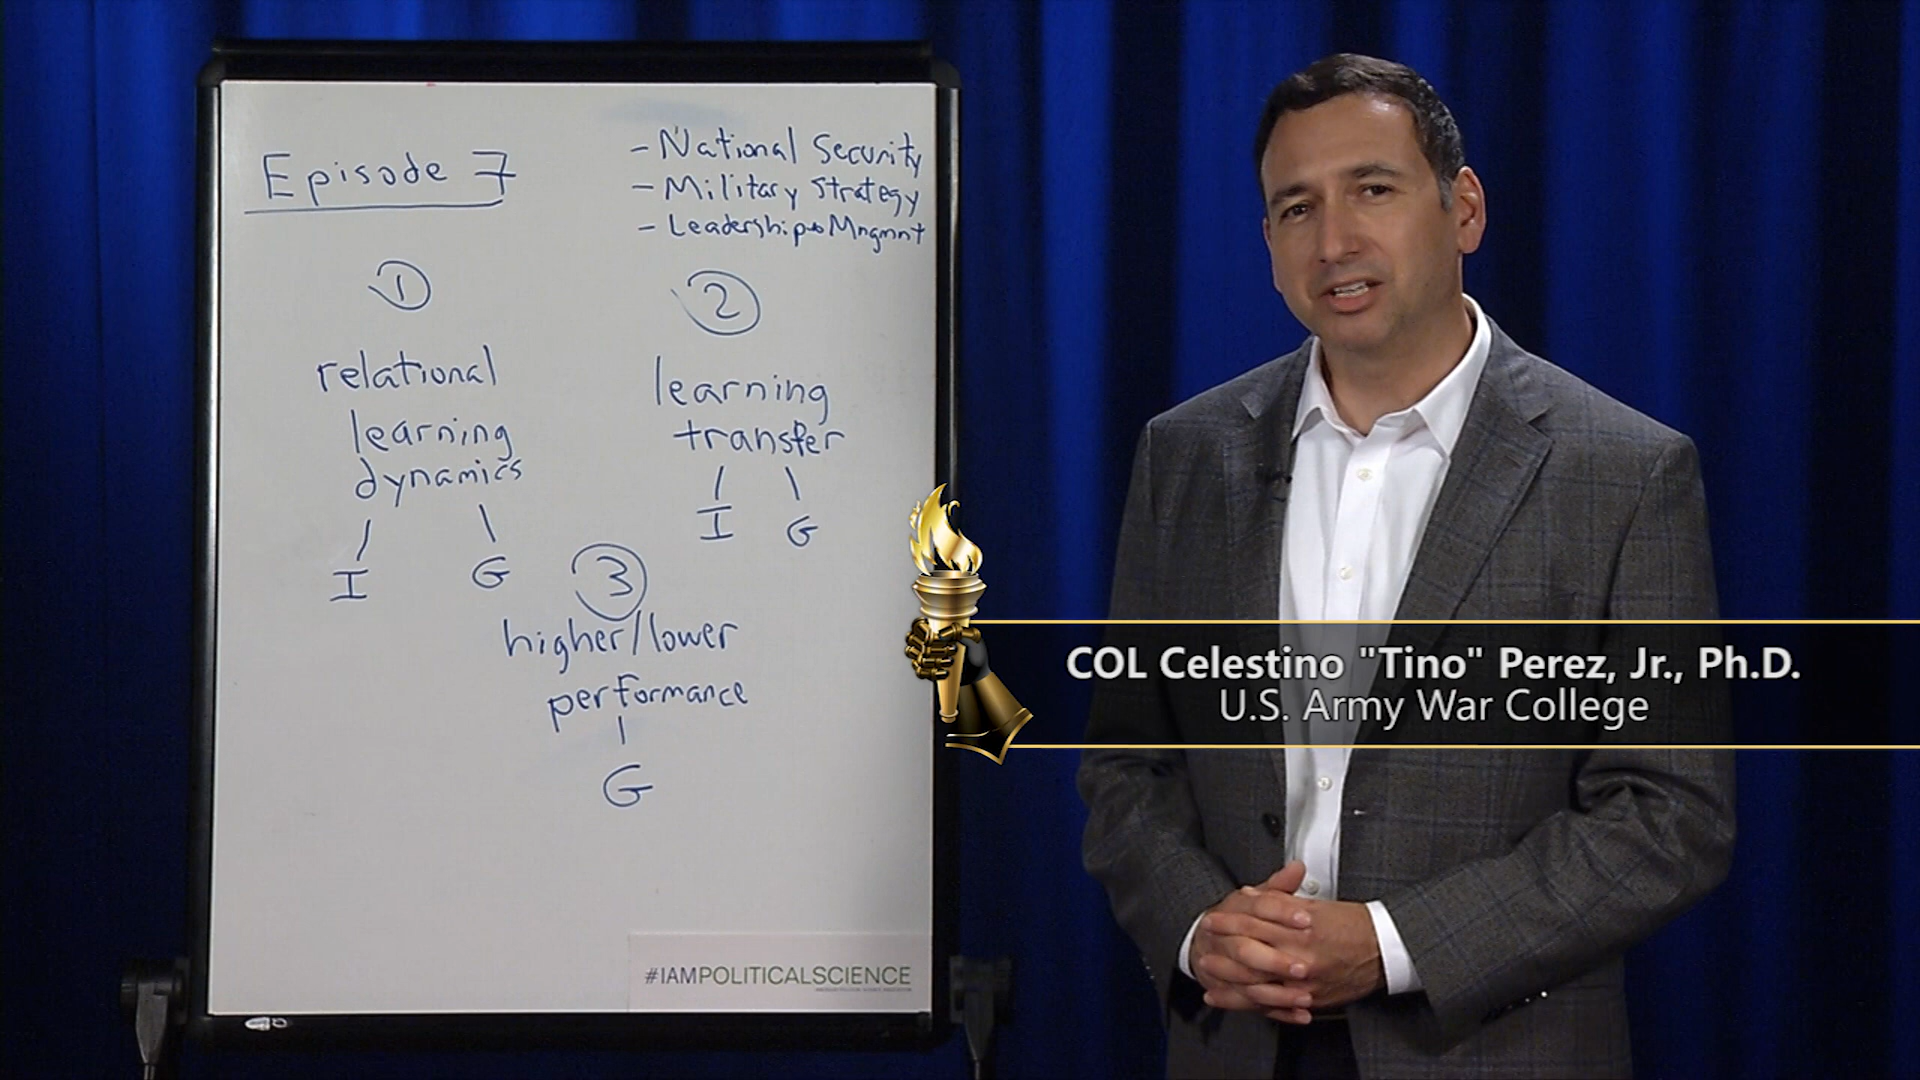 Episode 7
- National Security
- Military Strategy
- Leadership & Mngmnt
1
relational
learning
dynamics
I G
2
learning
transfer
I G
3
higher/lower
performance
G
#IAMPOLITICALSCIENCE
COL Celestino "Tino" Perez, Jr., Ph.D.
U.S. Army War College